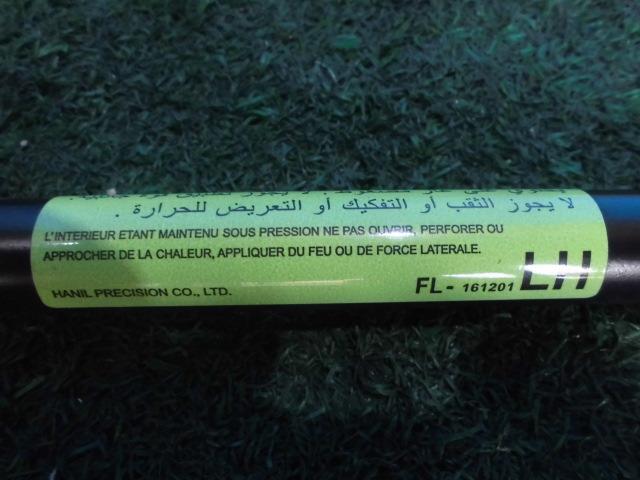 لا يجوز الثقب أو التفكيك أو التعريض للحرارة .
L'INTERIEUR ETANT MAINTENU SOUS PRESSION NE PAS OUVRIR, PERFORER OU
APPROCHER DE LA CHALEUR, APPLIQUER DU FEU OU DE FORCE LATERALE.
HANIL PRECISION CO., LTD.
FL- 161201 LH